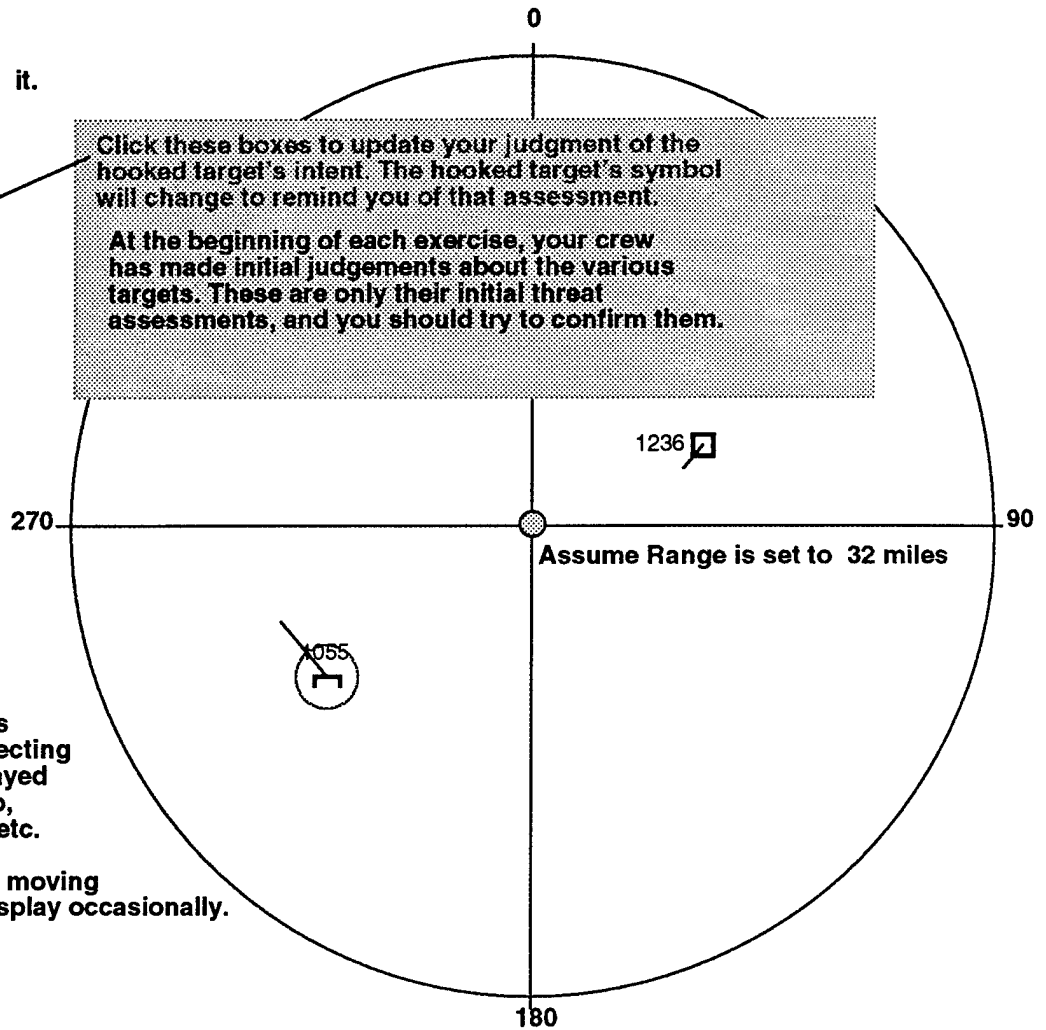 0
it.
Click these boxes to update your judgment of the
hooked target's intent. The hooked target's symbol
will change to remind you of that assessment.
At the beginning of each exercise, your crew
has made initial judgements about the various
targets. These are only their initial threat
assessments, and you should try to confirm them.
1236
270
90
Assume Range is set to 32 miles
1055
s
ecting
ayed
o,
etc.
moving
splay occasionally.
180